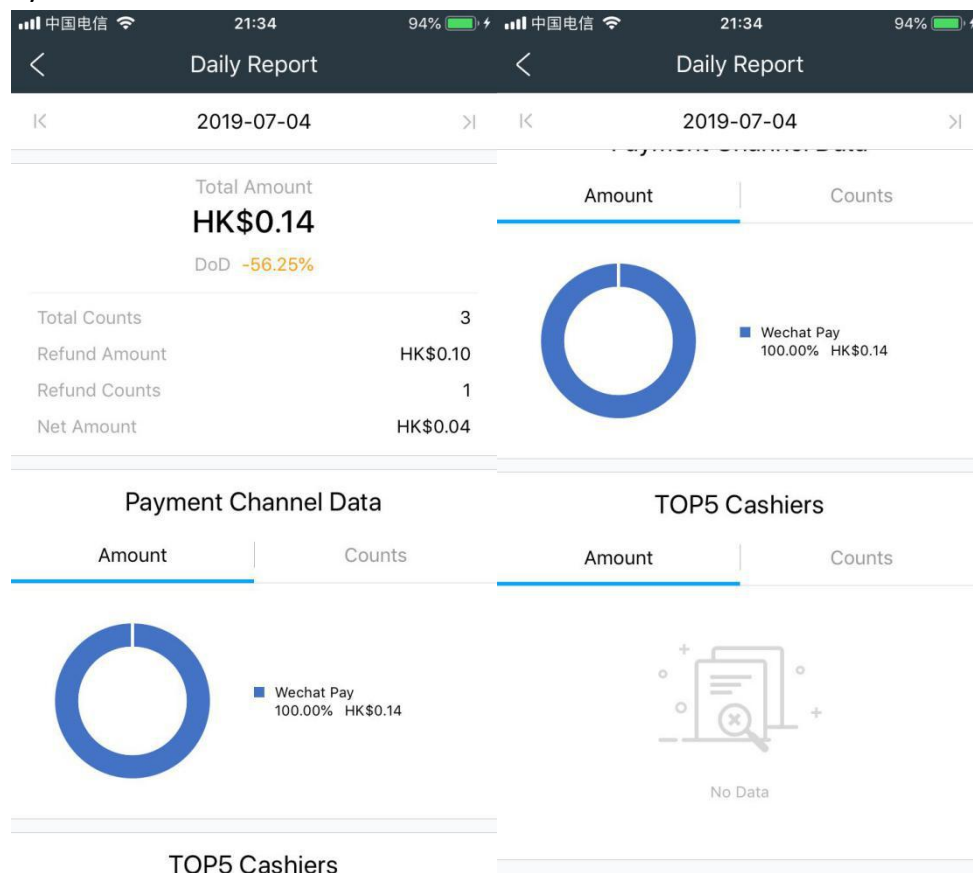 中国电信 21:34 94%
Daily Report
2019-07-04
Total Amount
HK$0.14
DoD -56.25%
Total Counts 3
Refund Amount HK$0.10
Refund Counts 1
Net Amount HK$0.04
Payment Channel Data
Amount Counts
Wechat Pay
100.00% HK$0.14
TOP5 Cashiers
中国电信 21:34 94%
Daily Report
2019-07-04
Payment Channel Data
Amount Counts
Wechat Pay
100.00% HK$0.14
TOP5 Cashiers
Amount Counts
No Data